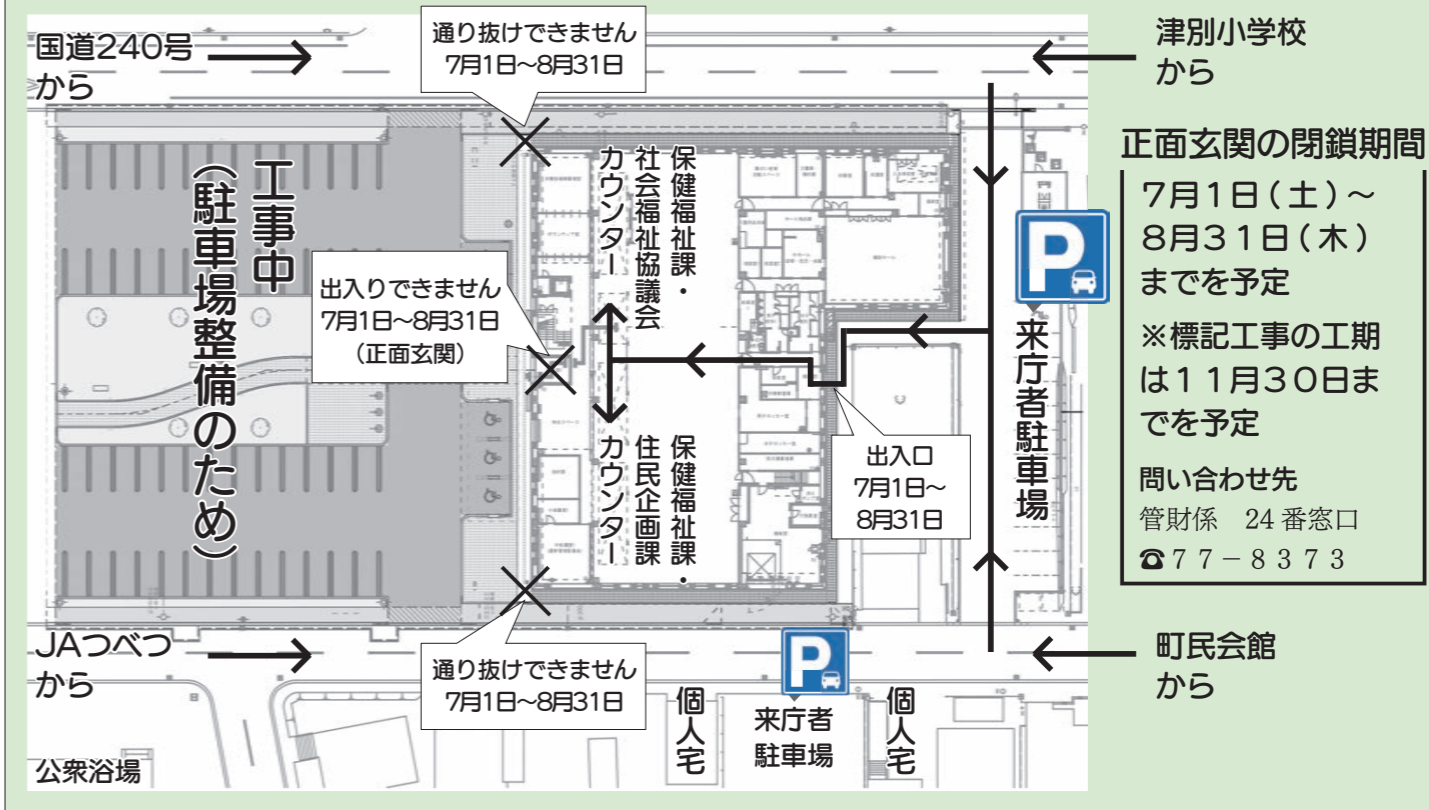 国道240号
から
通り抜けできません
7月1日～8月31日
津別小学校
から
工事中
（駐車場整備のため）
保健福祉課・
社会福祉協議会
カウンター
出入りできません
7月1日～8月31日
（正面玄関）
保健福祉課・
住民企画課
カウンター
出入口
7月1日～
8月31日
P
来庁者駐車場
正面玄関の閉鎖期間
７月１日（土）～
８月３１日（木）
までを予定
※標記工事の工期
は１１月３０日ま
でを予定
問い合わせ先
管財係　24番窓口
☎７７－８３７３
JAつべつ
から
通り抜けできません
7月1日～8月31日
P
個人宅
来庁者
駐車場
個人宅
町民会館
から
公衆浴場